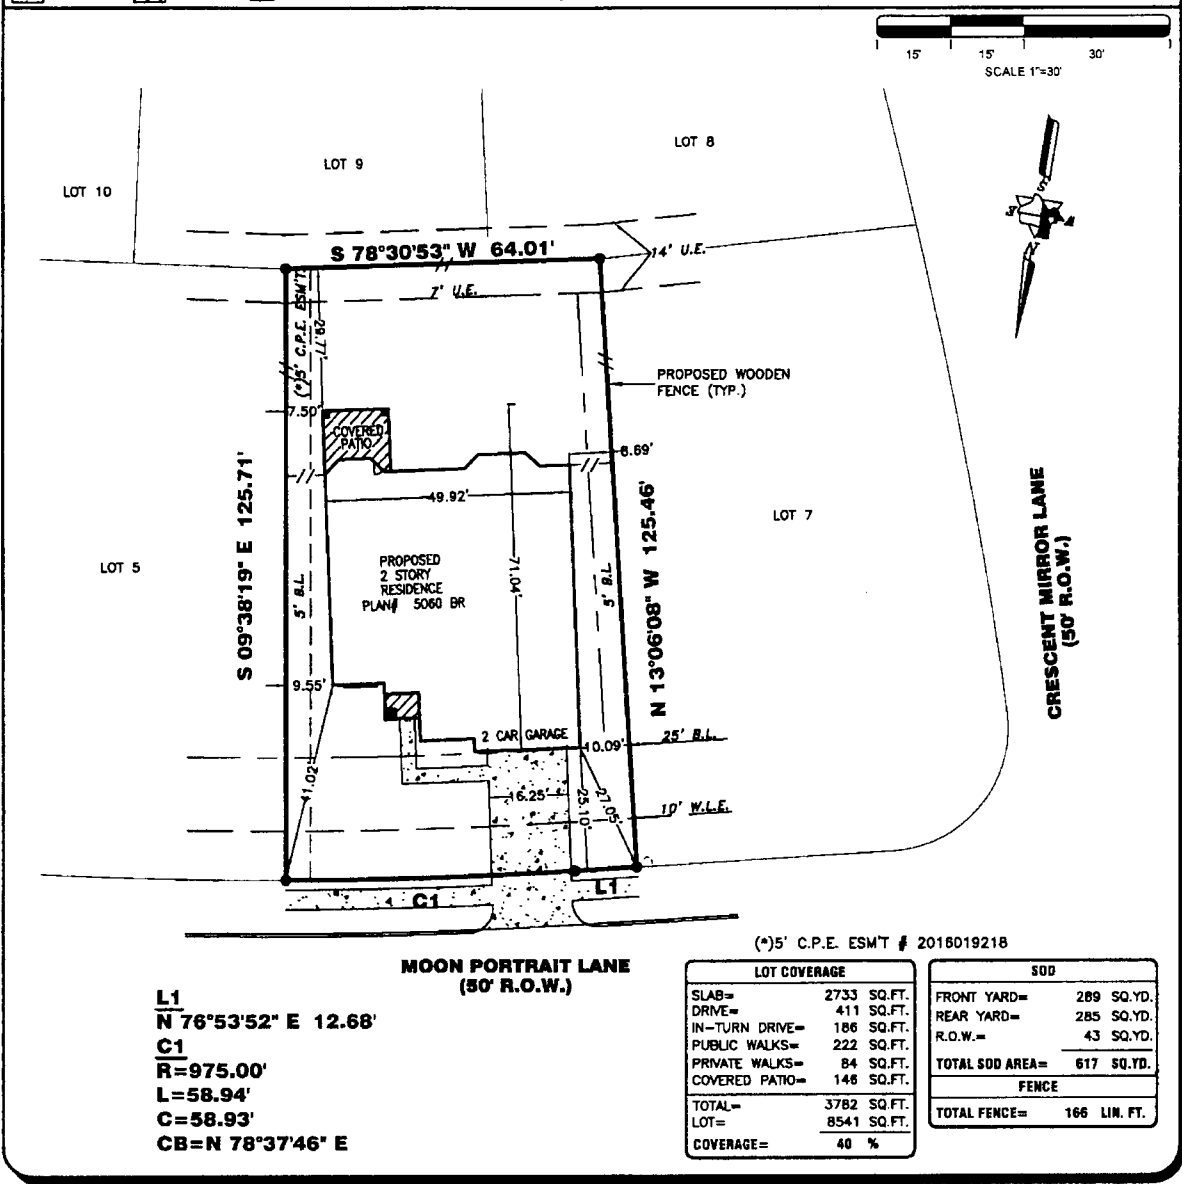 15' 15' 30'
SCALE 1"=30'
LOT 8
LOT 9
LOT 10
S
N
S 78°30'53" W 64.01'
14' U.E.
7' U.E.
(*)5' C.P.E. ESM'T.
29.77'
PROPOSED WOODEN
FENCE (TYP.)
7.50'
COVERED
PATIO
6.69'
49.92'
S 09°38'19" E 125.71'
N 13°06'08" W 125.46'
71.04'
LOT 7
LOT 5
CRESCENT MIRROR LANE
(50' R.O.W.)
PROPOSED
2 STORY
RESIDENCE
PLAN# 5060 BR
5' B.L.
5' B.L.
9.55'
2 CAR GARAGE
10.09'
25' B.L.
41.02'
16.25'
25.10'
27.05'
10' W.L.E.
L1
C1
(*)5' C.P.E. ESM'T # 2016019218
MOON PORTRAIT LANE
(50' R.O.W.)
L1
N 76°53'52" E 12.68'
C1
R=975.00'
L=58.94'
C=58.93'
CB=N 78°37'46" E
LOT COVERAGE
SLAB= 2733 SQ.FT.
DRIVE= 411 SQ.FT.
IN-TURN DRIVE= 186 SQ.FT.
PUBLIC WALKS= 222 SQ.FT.
PRIVATE WALKS= 84 SQ.FT.
COVERED PATIO= 146 SQ.FT.
TOTAL= 3782 SQ.FT.
LOT= 8541 SQ.FT.
COVERAGE= 40 %
SOD
FRONT YARD= 289 SQ.YD.
REAR YARD= 285 SQ.YD.
R.O.W.= 43 SQ.YD.
TOTAL SOD AREA= 617 SQ.YD.
FENCE
TOTAL FENCE= 166 LIN. FT.